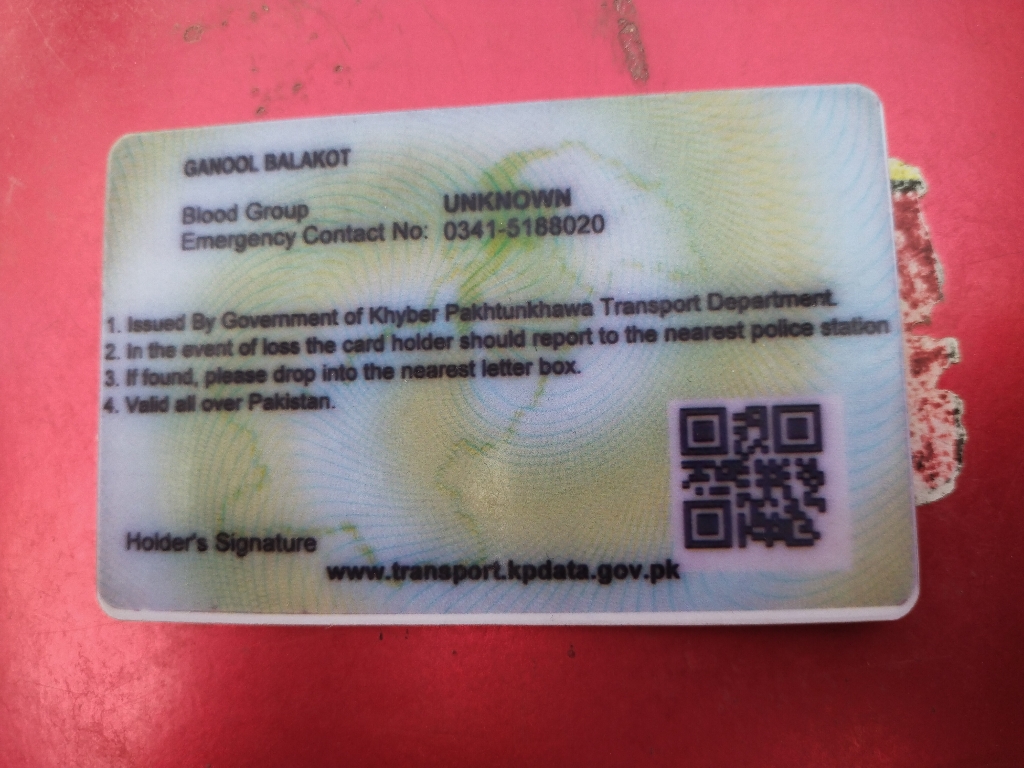 GANOOL BALAKOT
Blood Group UNKNOWN
Emergency Contact No: 0341-5188020
1. Issued By Government of Khyber Pakhtunkhawa Transport Department.
2. In the event of loss the card holder should report to the nearest police station
3. If found, please drop into the nearest letter box.
4. Valid all over Pakistan.
Holder's Signature
www.transport.kpdata.gov.pk